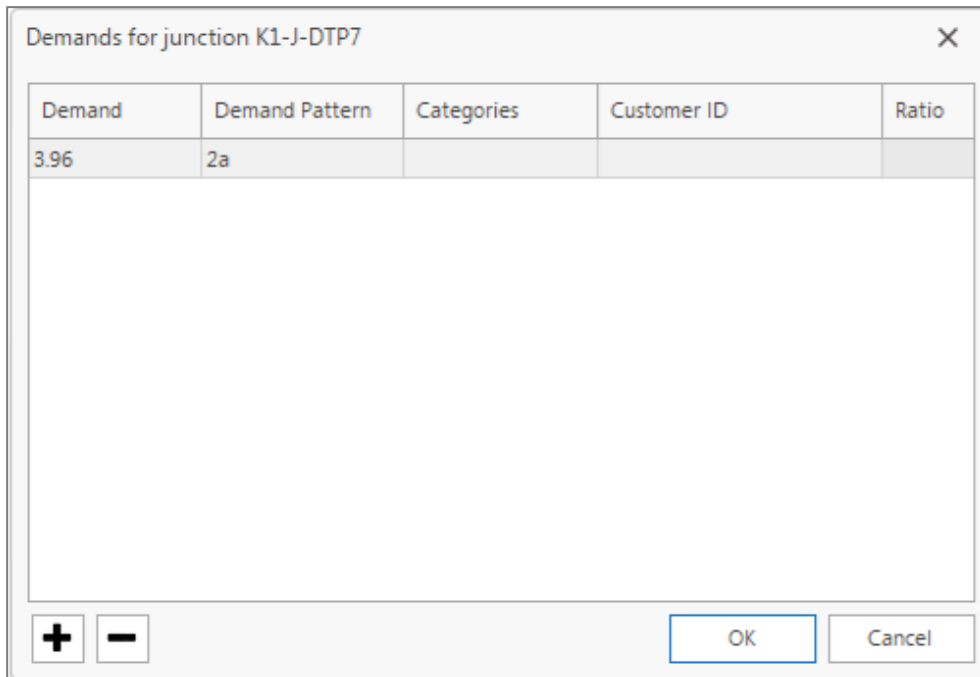 Demands for junction K1-J-DTP7
Demand Demand Pattern Categories Customer ID Ratio
3.96 2a
OK Cancel